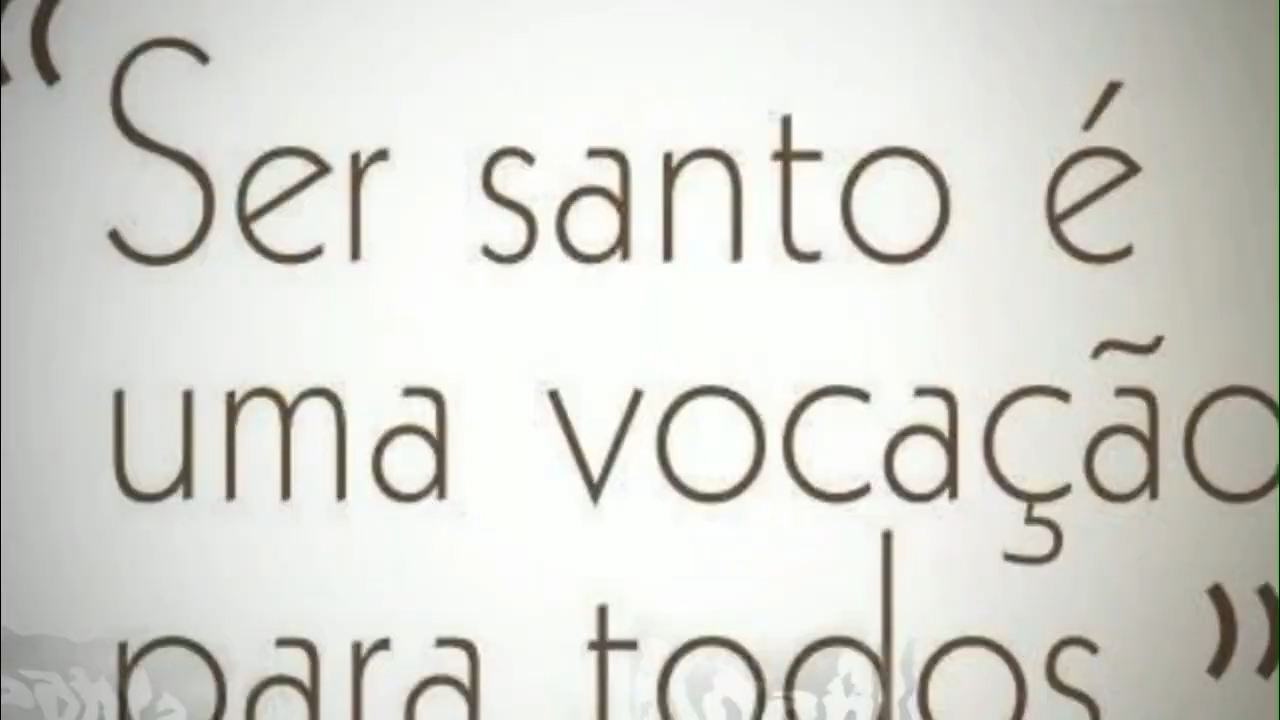 “Ser santo é
uma vocação
para todos”